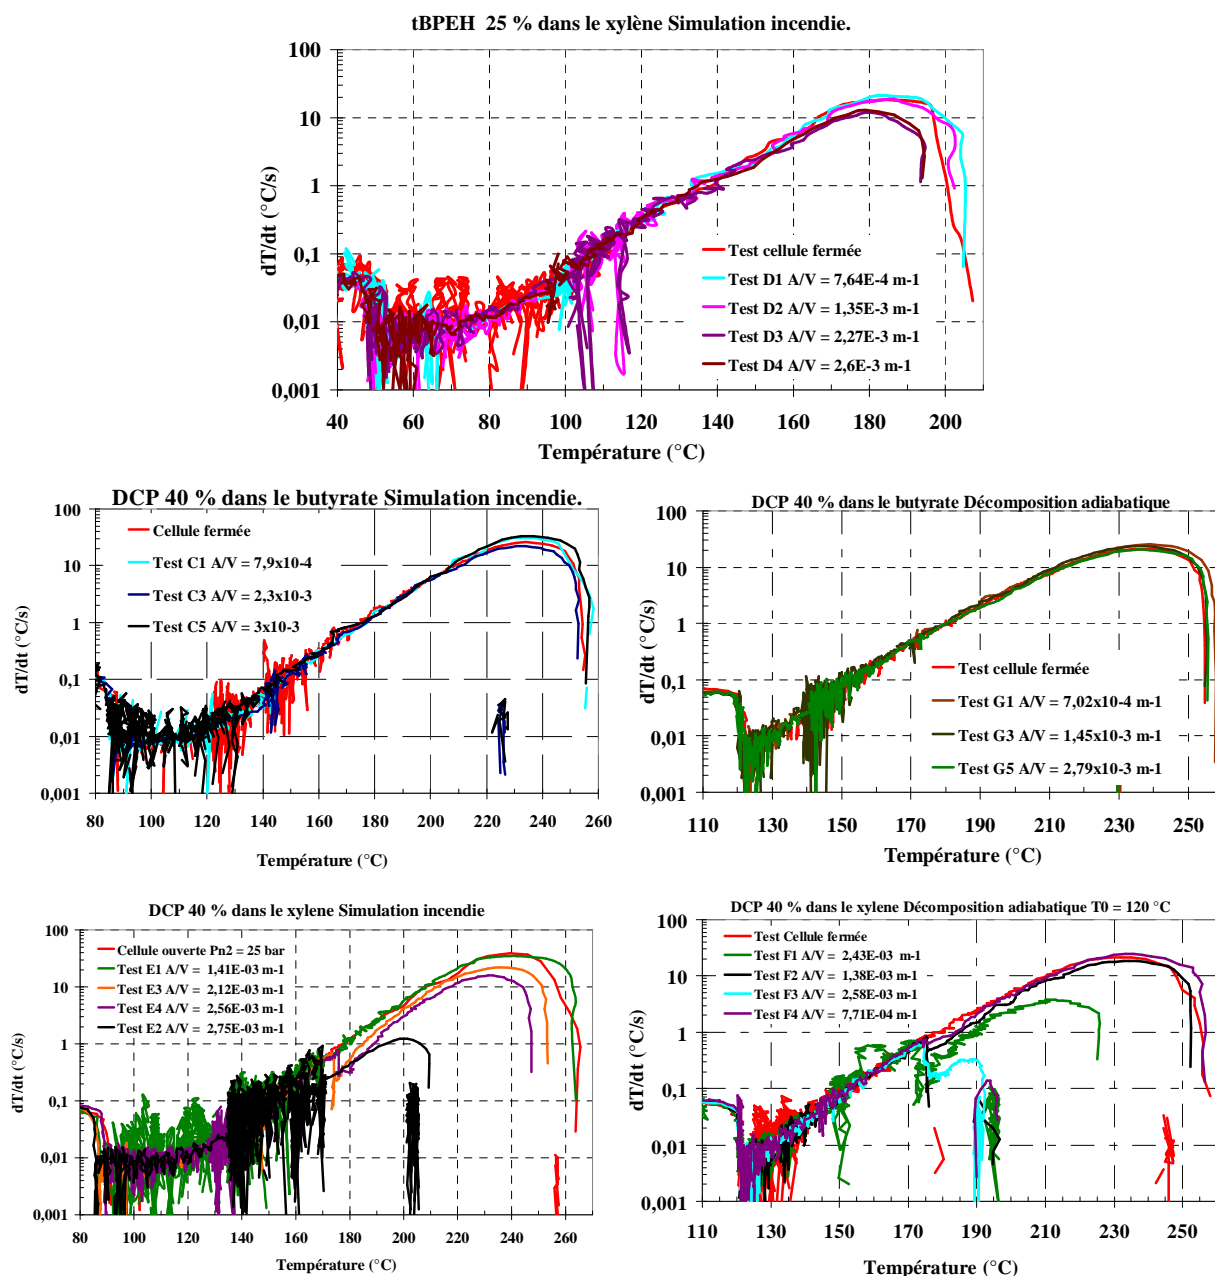 tBPEH 25 % dans le xylène Simulation incendie.
100
10
1
0,1
0,01
0,001
dT/dt (°C/s)
Test cellule fermée
Test D1 A/V = 7,64E-4 m-1
Test D2 A/V = 1,35E-3 m-1
Test D3 A/V = 2,27E-3 m-1
Test D4 A/V = 2,6E-3 m-1
40 60 80 100 120 140 160 180 200
Température (°C)
DCP 40 % dans le butyrate Simulation incendie.
100
10
1
0,1
0,01
0,001
dT/dt (°C/s)
Cellule fermée
Test C1 A/V = 7,9x10-4
Test C3 A/V = 2,3x10-3
Test C5 A/V = 3x10-3
80 100 120 140 160 180 200 220 240 260
Température (°C)
DCP 40 % dans le butyrate Décomposition adiabatique
100
10
1
0,1
0,01
0,001
dT/dt (°C/s)
Test cellule fermée
Test G1 A/V = 7,02x10-4 m-1
Test G3 A/V = 1,45x10-3 m-1
Test G5 A/V = 2,79x10-3 m-1
110 130 150 170 190 210 230 250
Température (°C)
DCP 40 % dans le xylene Simulation incendie
100
10
1
0,1
0,01
0,001
dT/dt (°C/s)
Cellule ouverte Pn2 = 25 bar
Test E1 A/V = 1,41E-03 m-1
Test E3 A/V = 2,12E-03 m-1
Test E4 A/V = 2,56E-03 m-1
Test E2 A/V = 2,75E-03 m-1
80 100 120 140 160 180 200 220 240 260
Température (°C)
DCP 40 % dans le xylene Décomposition adiabatique T0 = 120 °C
100
10
1
0,1
0,01
0,001
dT/dt (°C/s)
Test Cellule fermée
Test F1 A/V = 2,43E-03 m-1
Test F2 A/V = 1,38E-03 m-1
Test F3 A/V = 2,58E-03 m-1
Test F4 A/V = 7,71E-04 m-1
110 130 150 170 190 210 230 250
Température (°C)